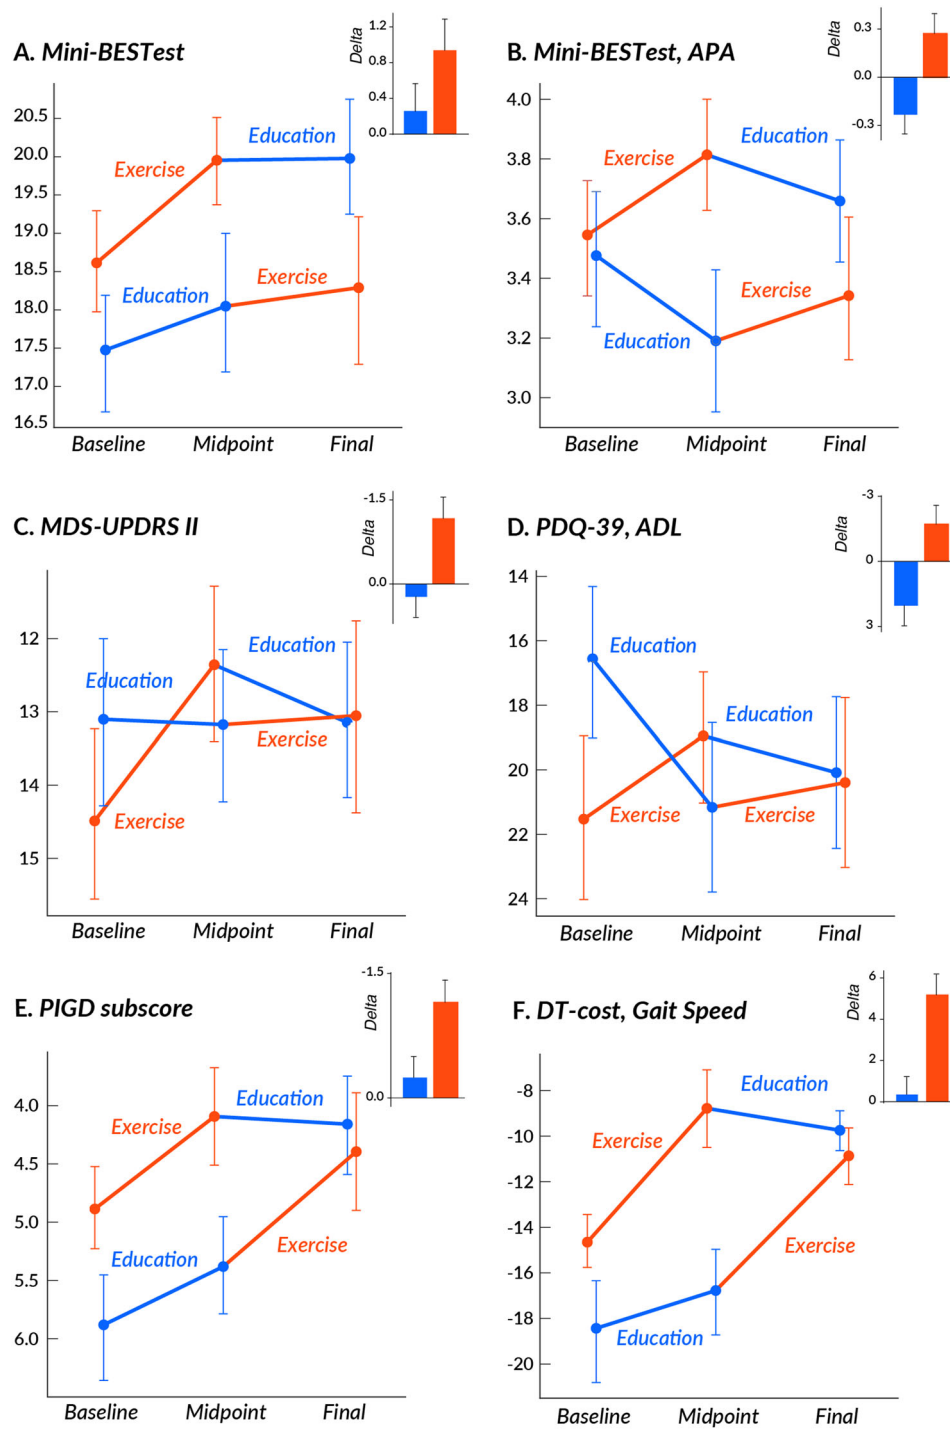 A. Mini-BESTest
Delta
1.2
0.8
0.4
0.0
20.5
20.0
19.5
19.0
18.5
18.0
17.5
17.0
16.5
Exercise
Education
Education
Exercise
Baseline
Midpoint
Final
B. Mini-BESTest, APA
Delta
0.3
0.0
-0.3
4.0
3.8
3.6
3.4
3.2
3.0
Exercise
Education
Education
Exercise
Baseline
Midpoint
Final
C. MDS-UPDRS II
Delta
-1.5
0.0
12
13
14
15
Education
Education
Exercise
Exercise
Baseline
Midpoint
Final
D. PDQ-39, ADL
Delta
-3
0
3
14
16
18
20
22
24
Education
Education
Exercise
Exercise
Baseline
Midpoint
Final
E. PIGD subscore
Delta
-1.5
0.0
4.0
4.5
5.0
5.5
6.0
Exercise
Education
Education
Exercise
Baseline
Midpoint
Final
F. DT-cost, Gait Speed
Delta
6
4
2
0
-8
-10
-12
-14
-16
-18
-20
Exercise
Education
Education
Exercise
Baseline
Midpoint
Final